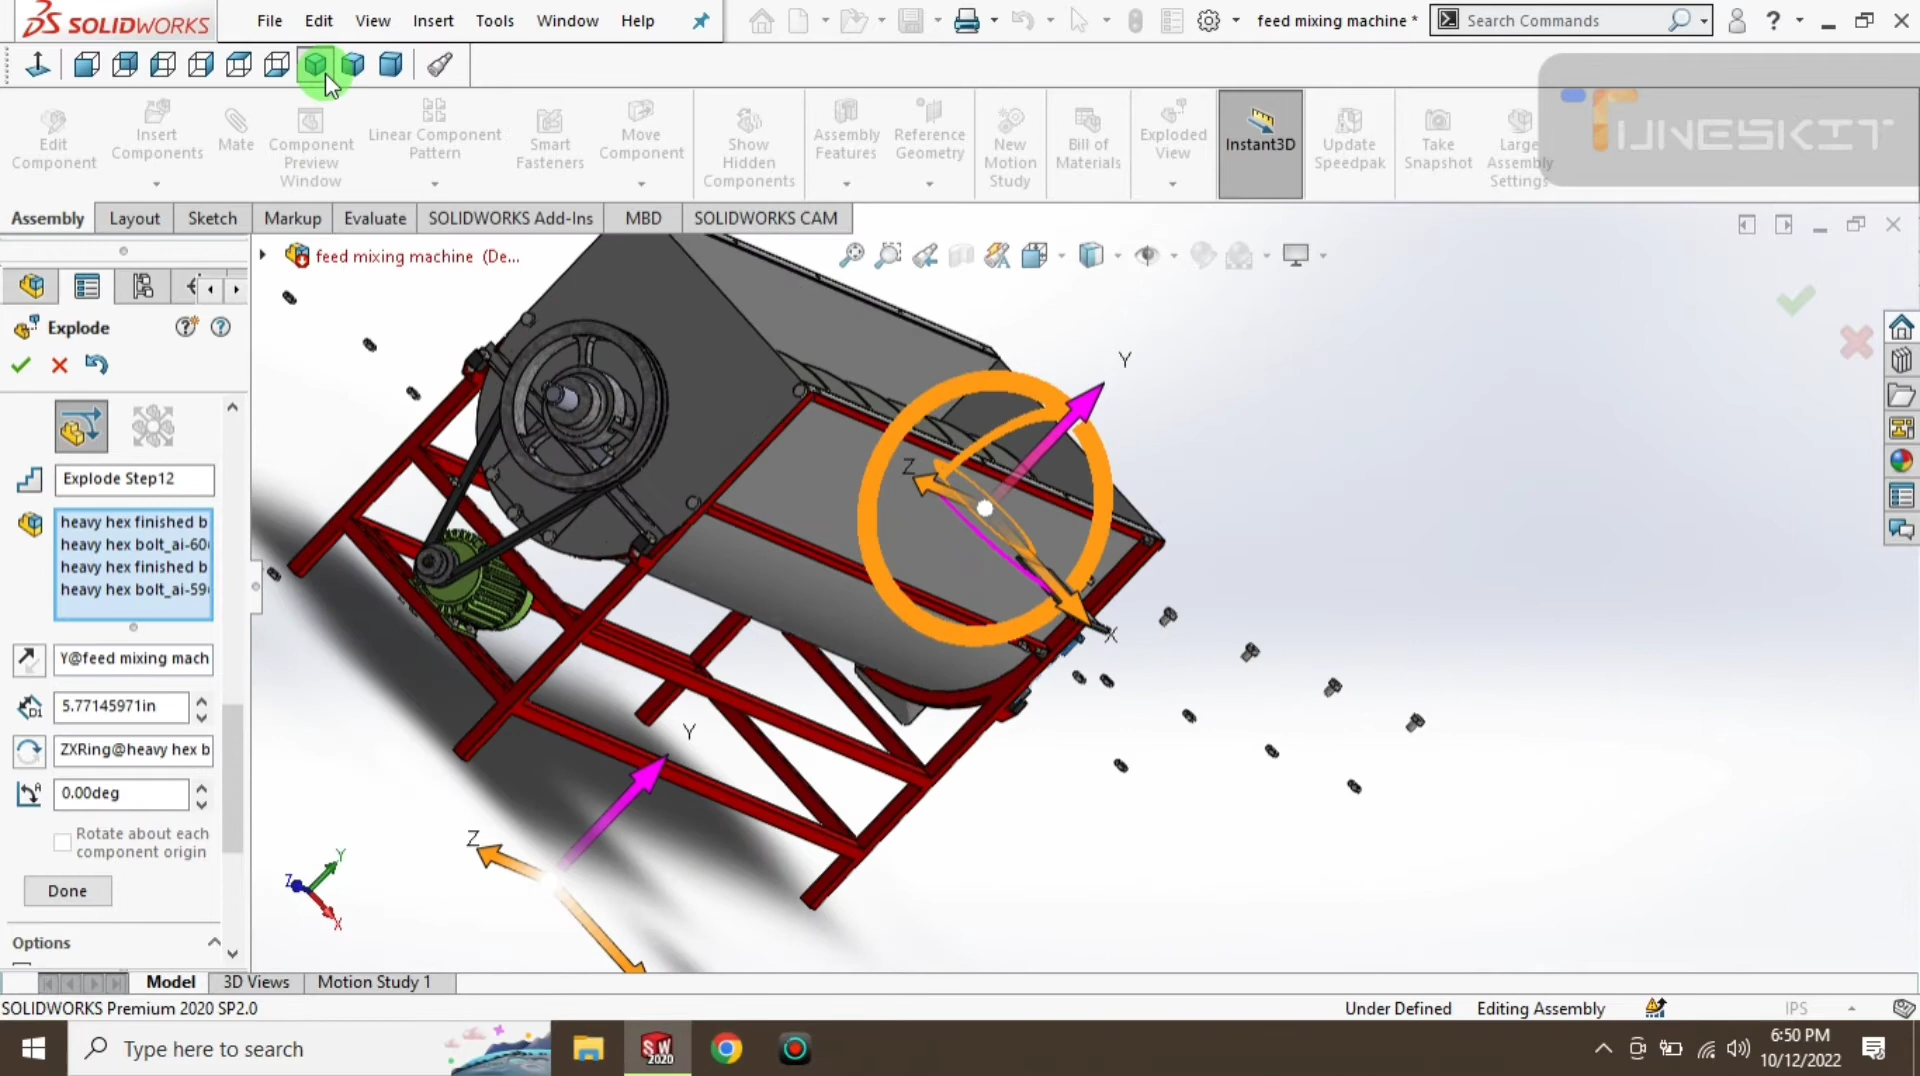 SOLIDWORKS
File Edit View Insert Tools Window Help
feed mixing machine *
Search Commands
?
TUNESKIT
Edit Component
Insert Components
Mate
Component Preview Window
Linear Component Pattern
Smart Fasteners
Move Component
Show Hidden Components
Assembly Features
Reference Geometry
New Motion Study
Bill of Materials
Exploded View
Instant3D
Update Speedpak
Take Snapshot
Large Assembly Settings
Assembly Layout Sketch Markup Evaluate SOLIDWORKS Add-Ins MBD SOLIDWORKS CAM
feed mixing machine (De...
Explode
Explode Step12
heavy hex finished b
heavy hex bolt_ai-60
heavy hex finished b
heavy hex bolt_ai-59
Y@feed mixing mach
D1
5.77145971in
ZXRing@heavy hex b
A
0.00deg
Rotate about each
component origin
Done
Options
Y
Z
X
Y
Z
Y
Z
X
Model 3D Views Motion Study 1
SOLIDWORKS Premium 2020 SP2.0
Under Defined
Editing Assembly
IPS
Type here to search
SW
2020
6:50 PM
10/12/2022